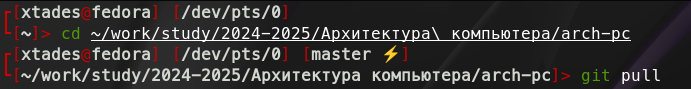 [xtades@fedora] [/dev/pts/0]
[~]> cd ~/work/study/2024-2025/Архитектура\ компьютера/arch-pc
[xtades@fedora] [/dev/pts/0] [master ⚡]
[~/work/study/2024-2025/Архитектура компьютера/arch-pc]> git pull